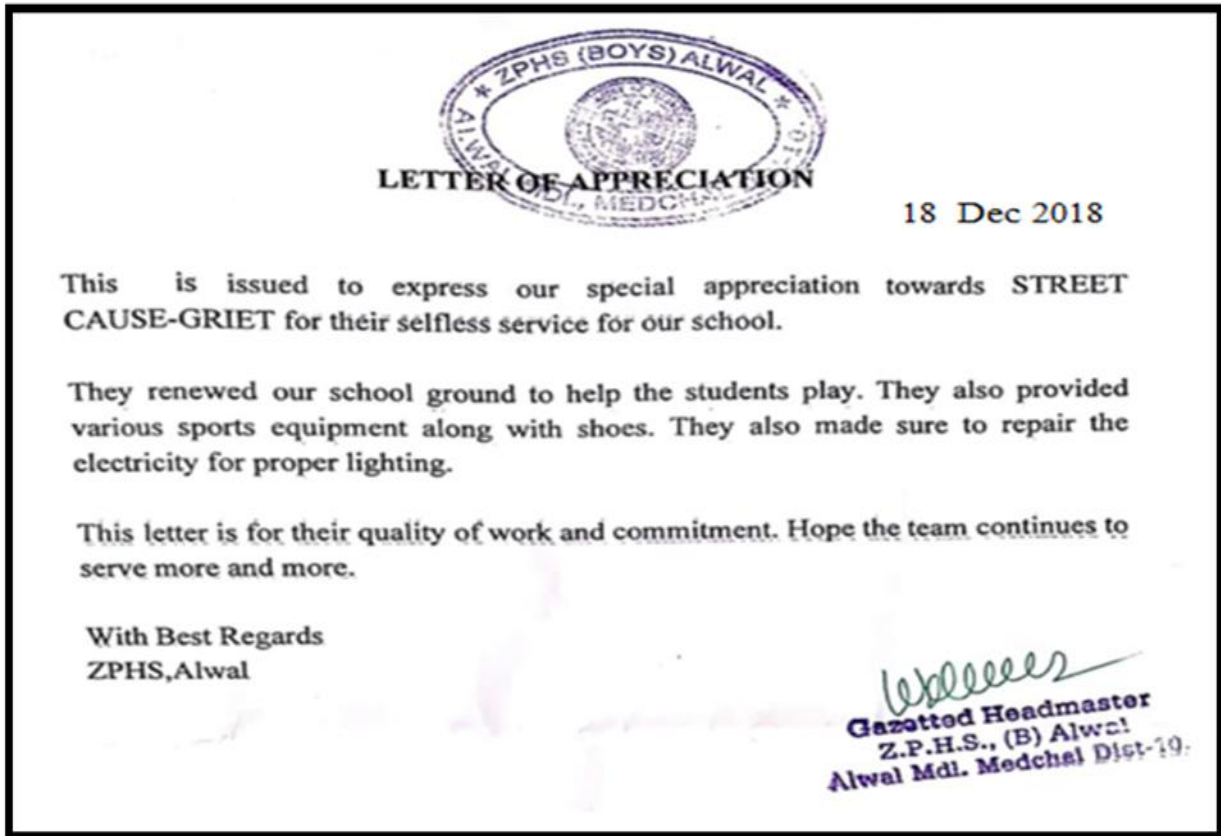 * ZPHS (BOYS) ALWAL *
ALWAL MDL., MEDCHAL
LETTER OF APPRECIATION
18 Dec 2018
This is issued to express our special appreciation towards STREET
CAUSE-GRIET for their selfless service for our school.
They renewed our school ground to help the students play. They also provided
various sports equipment along with shoes. They also made sure to repair the
electricity for proper lighting.
This letter is for their quality of work and commitment. Hope the team continues to
serve more and more.
With Best Regards
ZPHS,Alwal
Gazetted Headmaster
Z.P.H.S., (B) Alwal
Alwal Mdl. Medchal Dist-10.